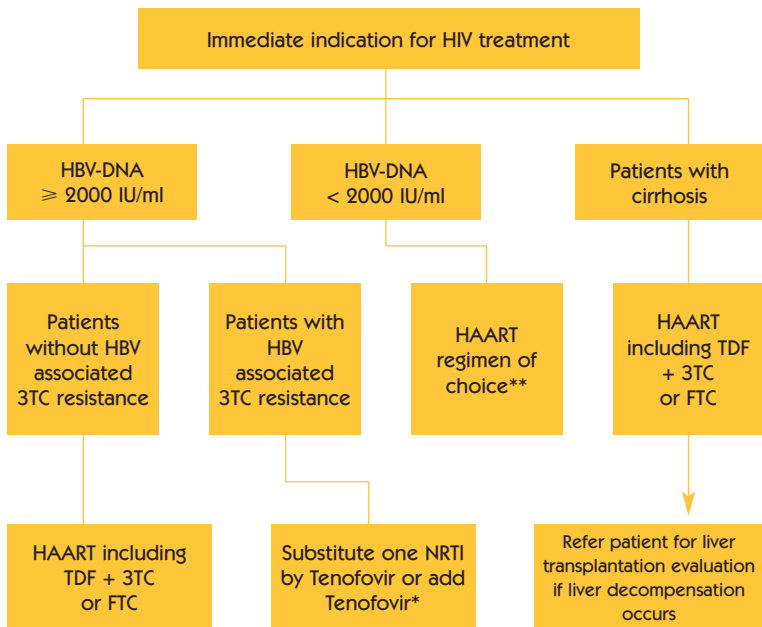 Immediate indication for HIV treatment
HBV-DNA
⩾ 2000 IU/ml
HBV-DNA
< 2000 IU/ml
Patients with
cirrhosis
Patients
without HBV
associated
3TC resistance
Patients with
HBV
associated
3TC resistance
HAART
regimen of
choice**
HAART
including TDF
+ 3TC
or FTC
HAART including
TDF + 3TC
or FTC
Substitute one NRTI
by Tenofovir or add
Tenofovir*
Refer patient for liver
transplantation evaluation
if liver decompensation
occurs